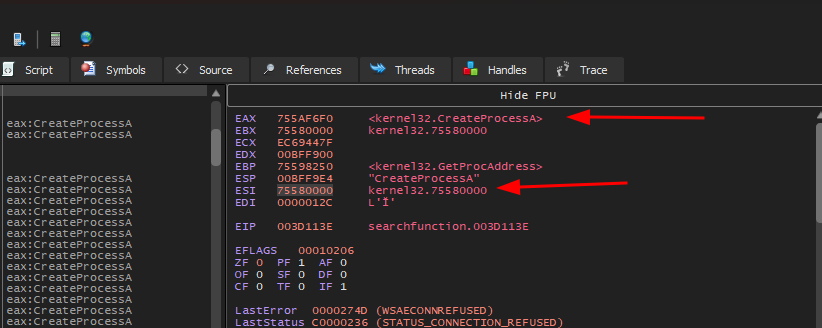 Script Symbols Source References Threads Handles Trace
Hide FPU
eax:CreateProcessA
eax:CreateProcessA
eax:CreateProcessA
eax:CreateProcessA
eax:CreateProcessA
eax:CreateProcessA
eax:CreateProcessA
eax:CreateProcessA
eax:CreateProcessA
eax:CreateProcessA
eax:CreateProcessA
eax:CreateProcessA
eax:CreateProcessA
eax:CreateProcessA
EAX 755AF6F0 <kernel32.CreateProcessA>
EBX 75580000 kernel32.75580000
ECX EC69447F
EDX 00BFF900
EBP 75598250 <kernel32.GetProcAddress>
ESP 00BFF9E4 "CreateProcessA"
ESI 75580000 kernel32.75580000
EDI 0000012C L'Ĭ'
EIP 003D113E searchfunction.003D113E
EFLAGS 00010206
ZF 0 PF 1 AF 0
OF 0 SF 0 DF 0
CF 0 TF 0 IF 1
LastError 0000274D (WSAECONNREFUSED)
LastStatus C0000236 (STATUS_CONNECTION_REFUSED)